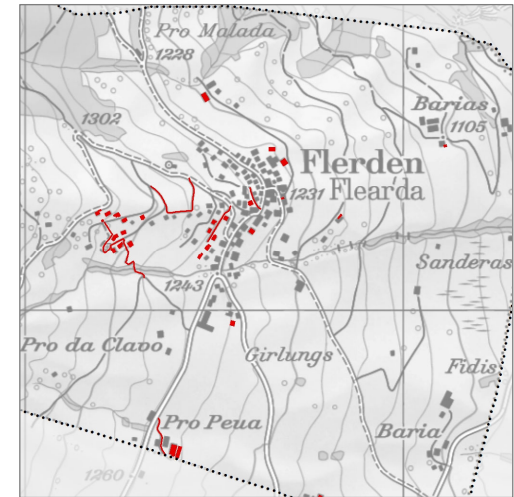 Pro Malada
1228
1302
Barias
1105
Flerden
1231 Flearda
Sanderas
1243
Pro da Clavo
Girlungs
Fidis
Pro Peua
Baria
1260